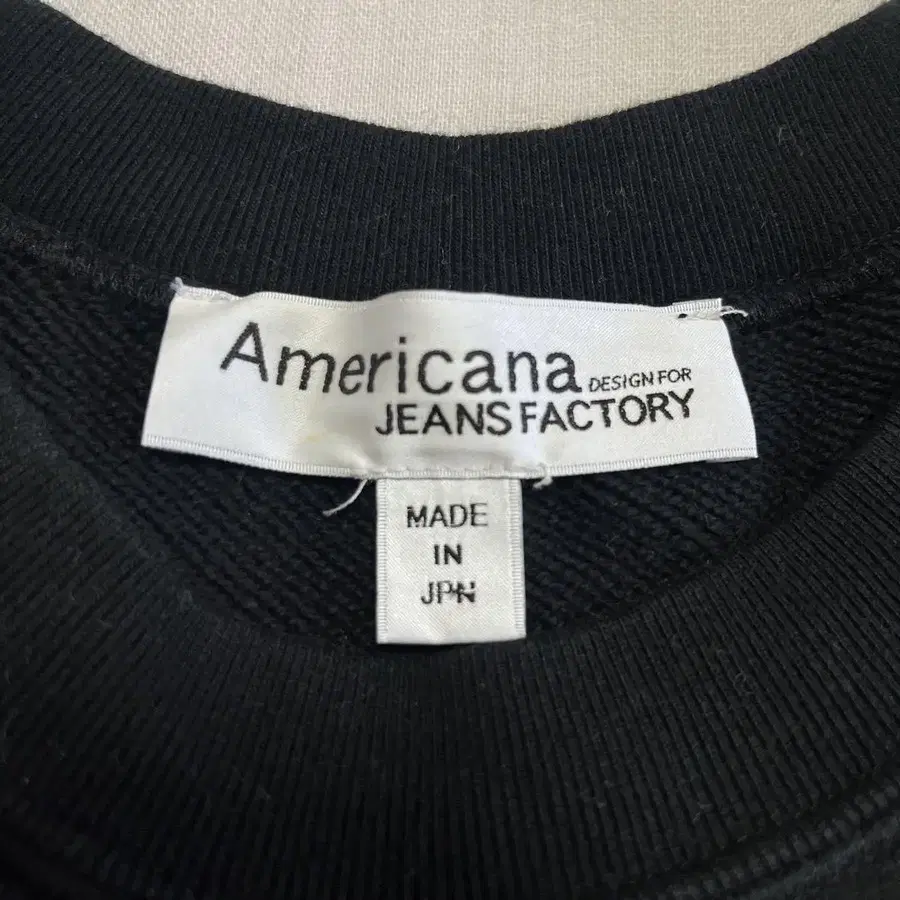 Americana DESIGN FOR
JEANS FACTORY
MADE
IN
JPN